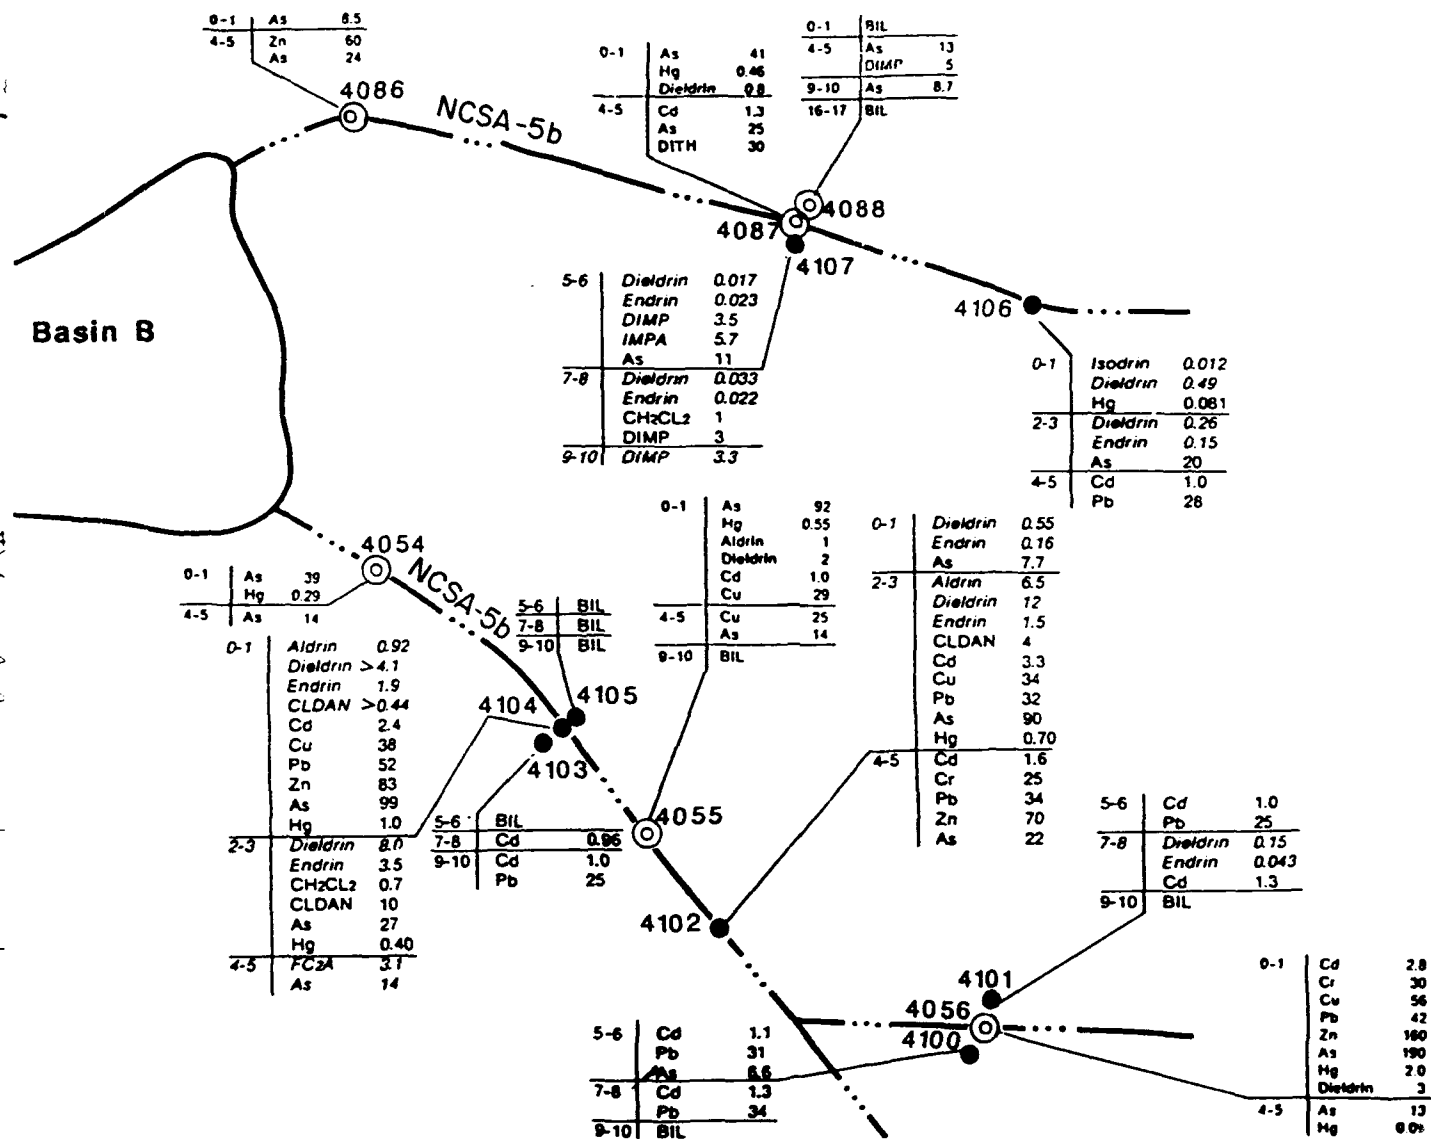 0-1 As 6.5
4-5 Zn 60
As 24
4086
NCSA-5b
0-1 As 41
Hg 0.46
Dieldrin 0.8
4-5 Cd 1.3
As 25
DITH 30
0-1 BIL
4-5 As 13
DIMP 5
9-10 As 8.7
16-17 BIL
4088
4087
4107
4106
Basin B
5-6 Dieldrin 0.017
Endrin 0.023
DIMP 3.5
IMPA 5.7
As 11
7-8 Dieldrin 0.033
Endrin 0.022
CH2CL2 1
DIMP 3
9-10 DIMP 3.3
0-1 Isodrin 0.012
Dieldrin 0.49
Hg 0.081
2-3 Dieldrin 0.26
Endrin 0.15
As 20
4-5 Cd 1.0
Pb 28
4054
NCSA-5b
0-1 As 39
Hg 0.29
4-5 As 14
5-6 BIL
7-8 BIL
9-10 BIL
0-1 As 92
Hg 0.55
Aldrin 1
Dieldrin 2
Cd 1.0
Cu 29
4-5 Cu 25
As 14
9-10 BIL
0-1 Dieldrin 0.55
Endrin 0.16
As 7.7
2-3 Aldrin 6.5
Dieldrin 12
Endrin 1.5
CLDAN 4
Cd 3.3
Cu 34
Pb 32
As 90
Hg 0.70
4-5 Cd 1.6
Cr 25
Pb 34
Zn 70
As 22
0-1 Aldrin 0.92
Dieldrin >4.1
Endrin 1.9
CLDAN >0.44
Cd 2.4
Cu 38
Pb 52
Zn 83
As 99
Hg 1.0
2-3 Dieldrin 8.0
Endrin 3.5
CH2CL2 0.7
CLDAN 10
As 27
Hg 0.40
4-5 FC2A 3.1
As 14
4104
4105
4103
5-6 BIL
7-8 Cd 0.96
9-10 Cd 1.0
Pb 25
4055
4102
5-6 Cd 1.0
Pb 25
7-8 Dieldrin 0.15
Endrin 0.043
Cd 1.3
9-10 BIL
4101
4056
4100
5-6 Cd 1.1
Pb 31
As 6.6
7-8 Cd 1.3
Pb 34
9-10 BIL
0-1 Cd 2.8
Cr 30
Cu 56
Pb 42
Zn 160
As 190
Hg 2.0
Dieldrin 3
4-5 As 13
Hg